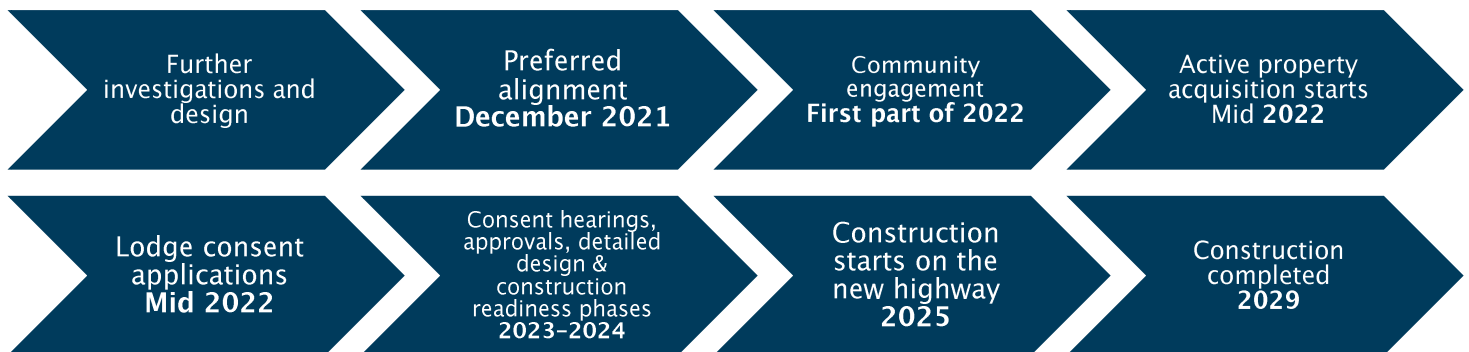 Further
investigations and
design
Preferred
alignment
December 2021
Community
engagement
First part of 2022
Active property
acquisition starts
Mid 2022
Lodge consent
applications
Mid 2022
Consent hearings,
approvals, detailed
design &
construction
readiness phases
2023–2024
Construction
starts on the
new highway
2025
Construction
completed
2029